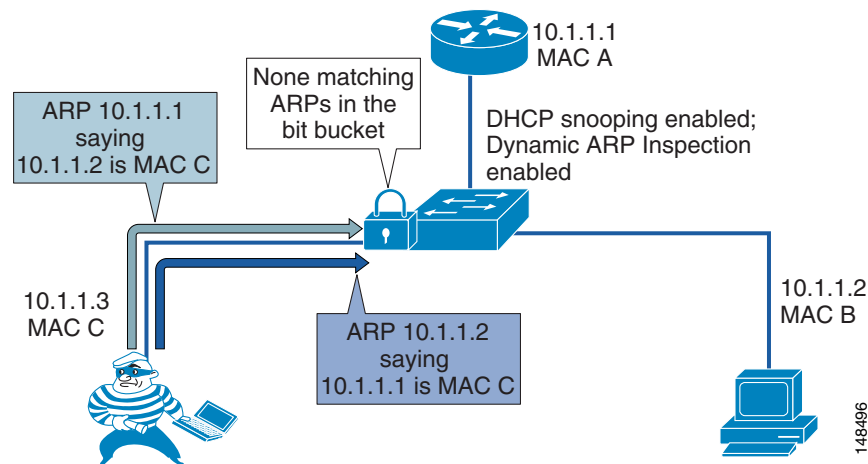 10.1.1.1
MAC A
None matching
ARPs in the
bit bucket
ARP 10.1.1.1
saying
10.1.1.2 is MAC C
DHCP snooping enabled;
Dynamic ARP Inspection
enabled
10.1.1.3
MAC C
ARP 10.1.1.2
saying
10.1.1.1 is MAC C
10.1.1.2
MAC B
148496